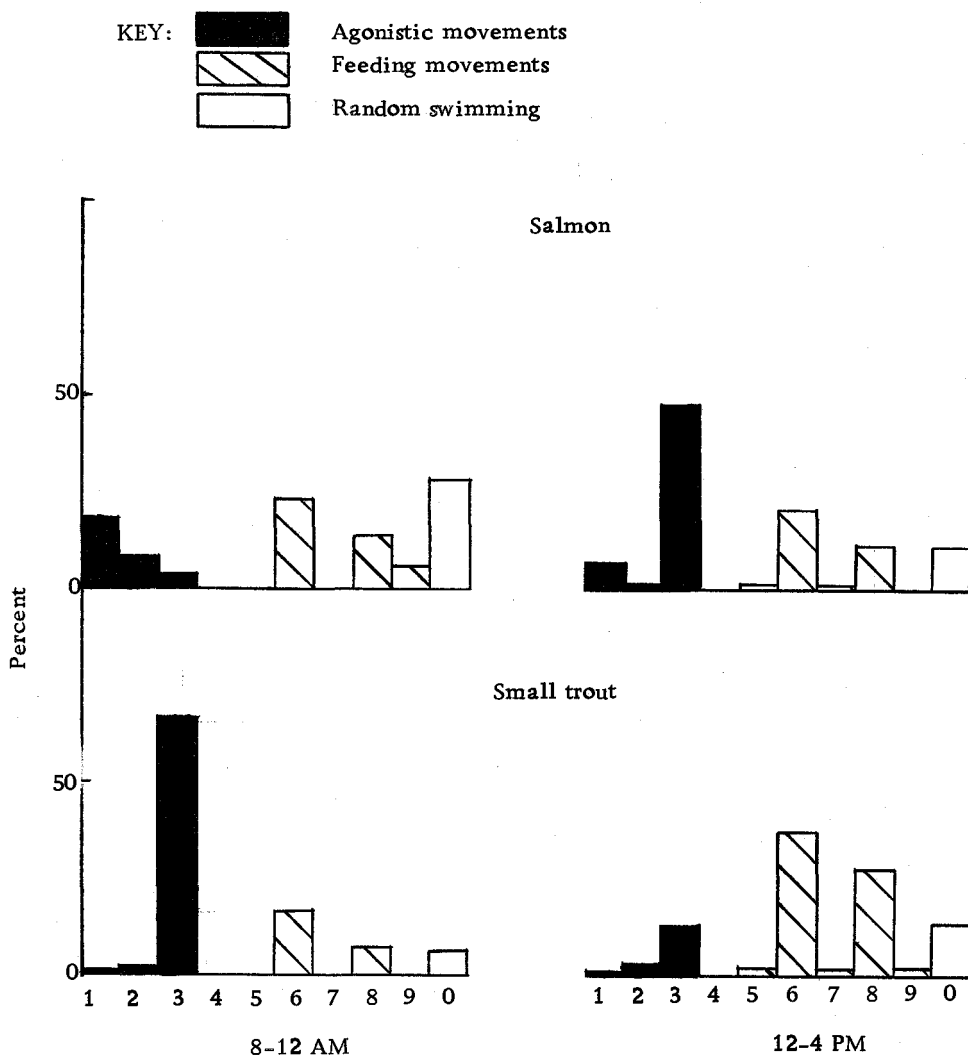 KEY:
Agonistic movements
Feeding movements
Random swimming
Salmon
50
0
Percent
Small trout
50
0
1 2 3 4 5 6 7 8 9 0
1 2 3 4 5 6 7 8 9 0
8-12 AM
12-4 PM